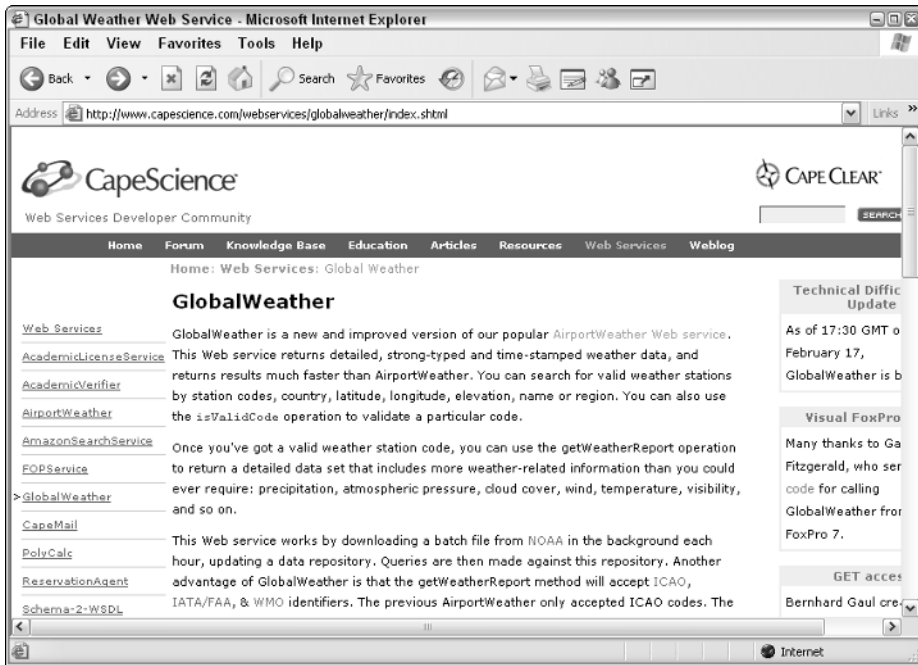 Global Weather Web Service - Microsoft Internet Explorer
File Edit View Favorites Tools Help
Back Search Favorites
Address http://www.capescience.com/webservices/globalweather/index.shtml Links »
CapeScience
Web Services Developer Community
CAPE CLEAR
SEARCH
Home Forum Knowledge Base Education Articles Resources Web Services Weblog
Home: Web Services: Global Weather
Web Services
AcademicLicenseService
AcademicVerifier
AirportWeather
AmazonSearchService
FOPService
>GlobalWeather
CapeMail
PolyCalc
ReservationAgent
Schema-2-WSDL
GlobalWeather
GlobalWeather is a new and improved version of our popular AirportWeather Web service.
This Web service returns detailed, strong-typed and time-stamped weather data, and
returns results much faster than AirportWeather. You can search for valid weather stations
by station codes, country, latitude, longitude, elevation, name or region. You can also use
the isValidCode operation to validate a particular code.
Once you've got a valid weather station code, you can use the getWeatherReport operation
to return a detailed data set that includes more weather-related information than you could
ever require: precipitation, atmospheric pressure, cloud cover, wind, temperature, visibility,
and so on.
This Web service works by downloading a batch file from NOAA in the background each
hour, updating a data repository. Queries are then made against this repository. Another
advantage of GlobalWeather is that the getWeatherReport method will accept ICAO,
IATA/FAA, & WMO identifiers. The previous AirportWeather only accepted ICAO codes. The
Technical Diffic
Update
As of 17:30 GMT o
February 17,
GlobalWeather is b
Visual FoxPro
Many thanks to Ga
Fitzgerald, who ser
code for calling
GlobalWeather fror
FoxPro 7.
GET acces
Bernhard Gaul cre
Internet